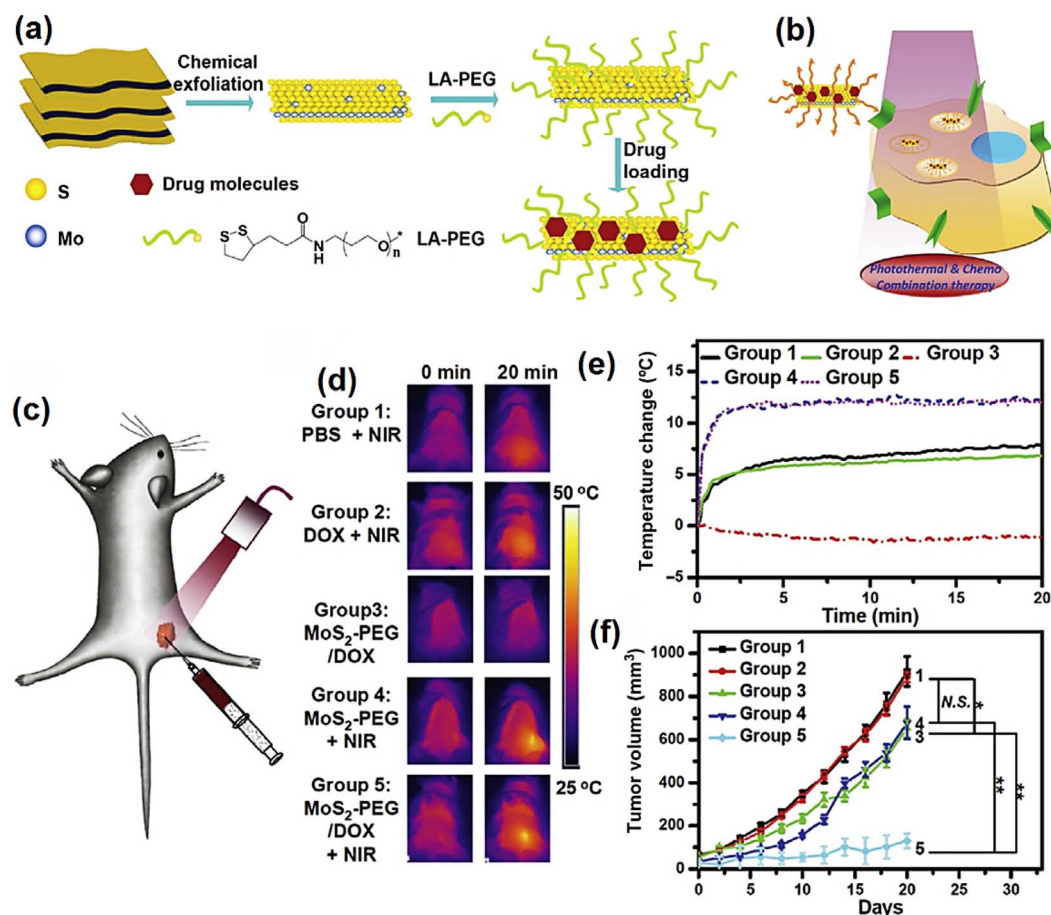 (a)
Chemical
exfoliation
LA-PEG
Drug
loading
S
Drug molecules
Mo
S
S
O
N
H
O
n
*
LA-PEG
(b)
Photothermal & Chemo
Combination therapy
(c)
(d)
0 min 20 min
Group 1:
PBS + NIR
Group 2:
DOX + NIR
Group3:
MoS2-PEG
/DOX
Group 4:
MoS2-PEG
+ NIR
Group 5:
MoS2-PEG
/DOX
+ NIR
50 °C
25 °C
(e)
Group 1 Group 2 Group 3
Group 4 Group 5
Temperature change (°C)
15
10
5
0
−5
0 5 10 15 20
Time (min)
(f)
Group 1
Group 2
Group 3
Group 4
Group 5
Tumor volume (mm3)
1000
800
600
400
200
0
1
4
3
5
N.S.
*
**
**
0 5 10 15 20 25 30
Days